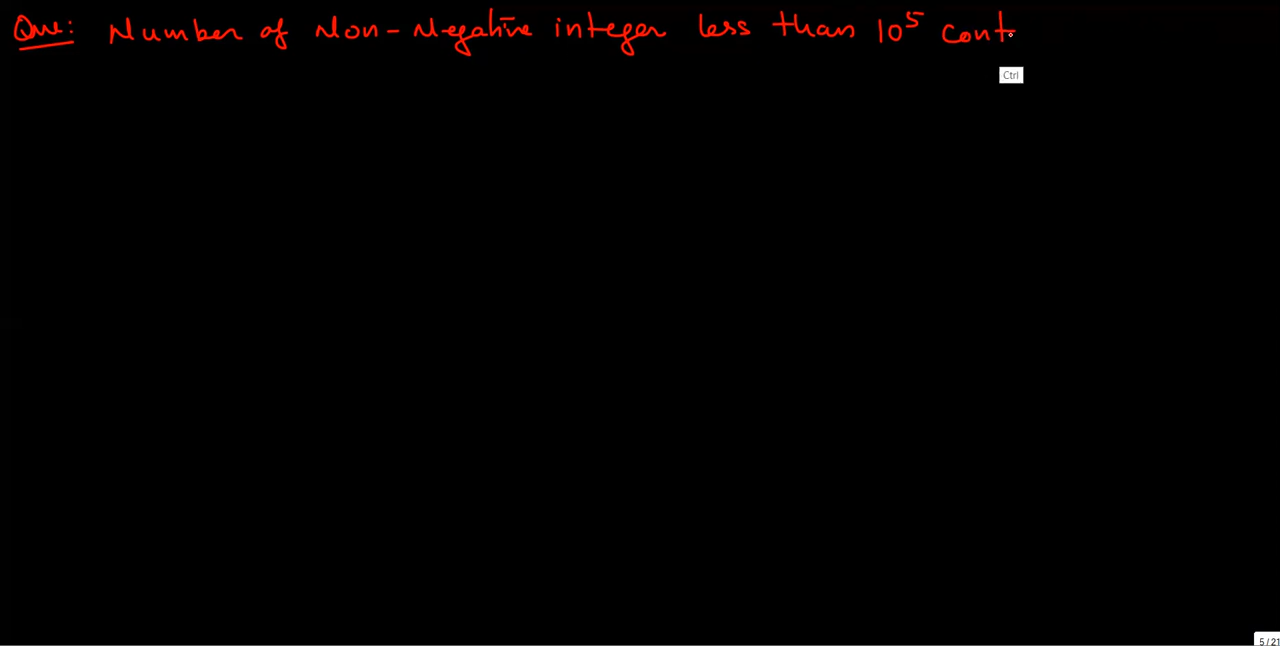 Que: Number of Non-Negative integer less than 10⁵ cont
Ctrl
5 / 21